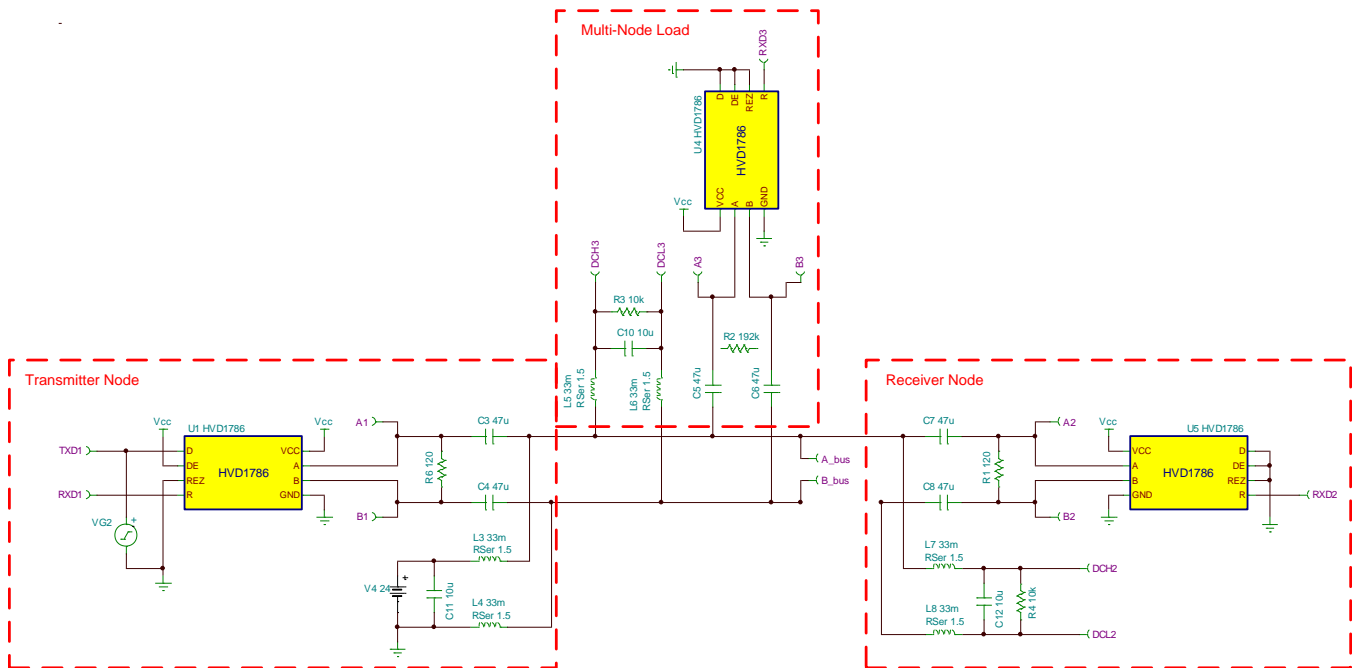 -
Multi-Node Load
RXD3
D
DE
REZ
R
U4 HVD1786
HVD1786
VCC
A
B
GND
Vcc
DCH3
DCL3
A3
B3
R3 10k
C10 10u
R2 192k
L5 33m
RSer 1.5
L6 33m
RSer 1.5
C5 47u
C6 47u
Transmitter Node
TXD1
RXD1
VG2
+
Vcc
U1 HVD1786
D
DE
REZ
R
HVD1786
VCC
A
B
GND
Vcc
A1
B1
R6 120
C3 47u
C4 47u
L3 33m
RSer 1.5
V4 24
+
C11 10u
L4 33m
RSer 1.5
A_bus
B_bus
Receiver Node
C7 47u
A2
R1 120
C8 47u
B2
Vcc
U5 HVD1786
VCC
A
B
GND
HVD1786
D
DE
REZ
R
RXD2
L7 33m
RSer 1.5
DCH2
C12 10u
R4 10k
L8 33m
RSer 1.5
DCL2